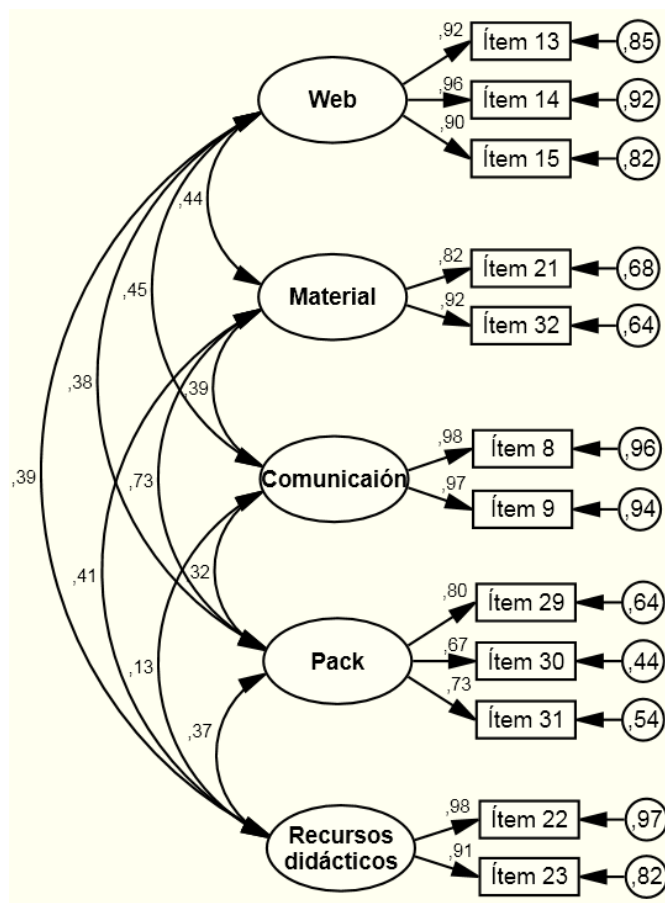 ,92
Ítem 13
,85
Web
,96
Ítem 14
,92
,90
Ítem 15
,82
,44
,82
Ítem 21
,68
Material
,92
Ítem 32
,64
,45
,38
,39
,39
,98
Ítem 8
,96
Comunicaión
,97
Ítem 9
,94
,73
,41
,32
,80
Ítem 29
,64
,13
Pack
,67
Ítem 30
,44
,73
Ítem 31
,54
,37
,98
Ítem 22
,97
Recursos
didácticos
,91
Ítem 23
,82